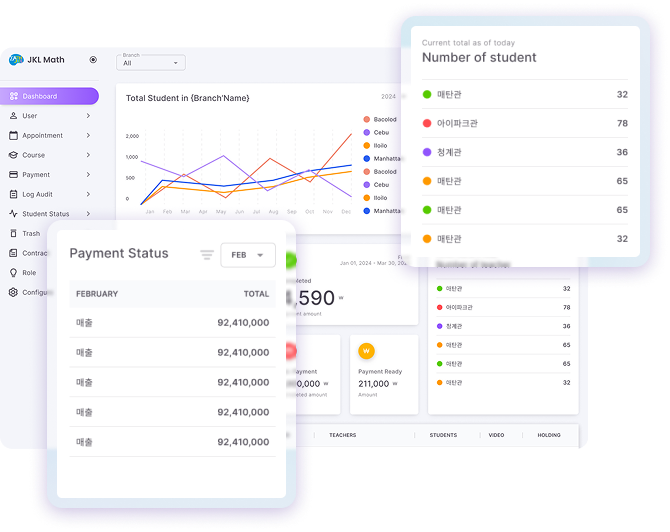 JKL Math
Branch
All
Dashboard
User
Appointment
Course
Payment
Log Audit
Student Status
Trash
Contract
Role
Configure
Total Student in {Branch'Name}
2024
2,000
1,000
500
0
Jan Feb Mar Apr May Jun Jul Aug Sep Oct Nov Dec
Bacolod
Cebu
Iloilo
Manhatta
Bacolod
Cebu
Iloilo
Manhatta
Current total as of today
Number of student
매탄관 32
아이파크관 78
청계관 36
매탄관 65
매탄관 65
매탄관 32
Payment Status
FEB
FEBRUARY TOTAL
매출 92,410,000
매출 92,410,000
매출 92,410,000
매출 92,410,000
매출 92,410,000
Jan 01, 2024 - Mar 30, 202
,590 ₩
amount
Payment
,000 ₩
amount
₩
Payment Ready
211,000 ₩
Amount
Number of teacher
매탄관 32
아이파크관 78
청계관 36
매탄관 65
매탄관 65
매탄관 32
TEACHERS STUDENTS VIDEO HOLDING